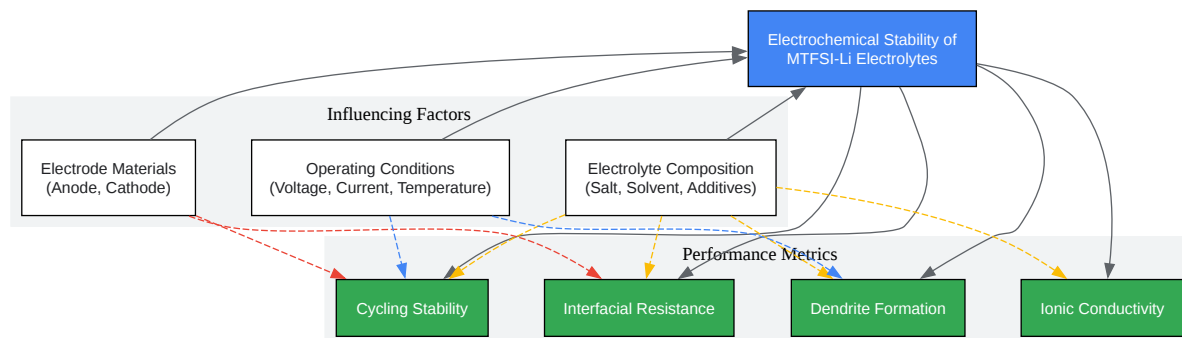 Electrochemical Stability of
MTFSI-Li Electrolytes
Influencing Factors
Electrode Materials
(Anode, Cathode)
Operating Conditions
(Voltage, Current, Temperature)
Electrolyte Composition
(Salt, Solvent, Additives)
Performance Metrics
Cycling Stability
Interfacial Resistance
Dendrite Formation
Ionic Conductivity